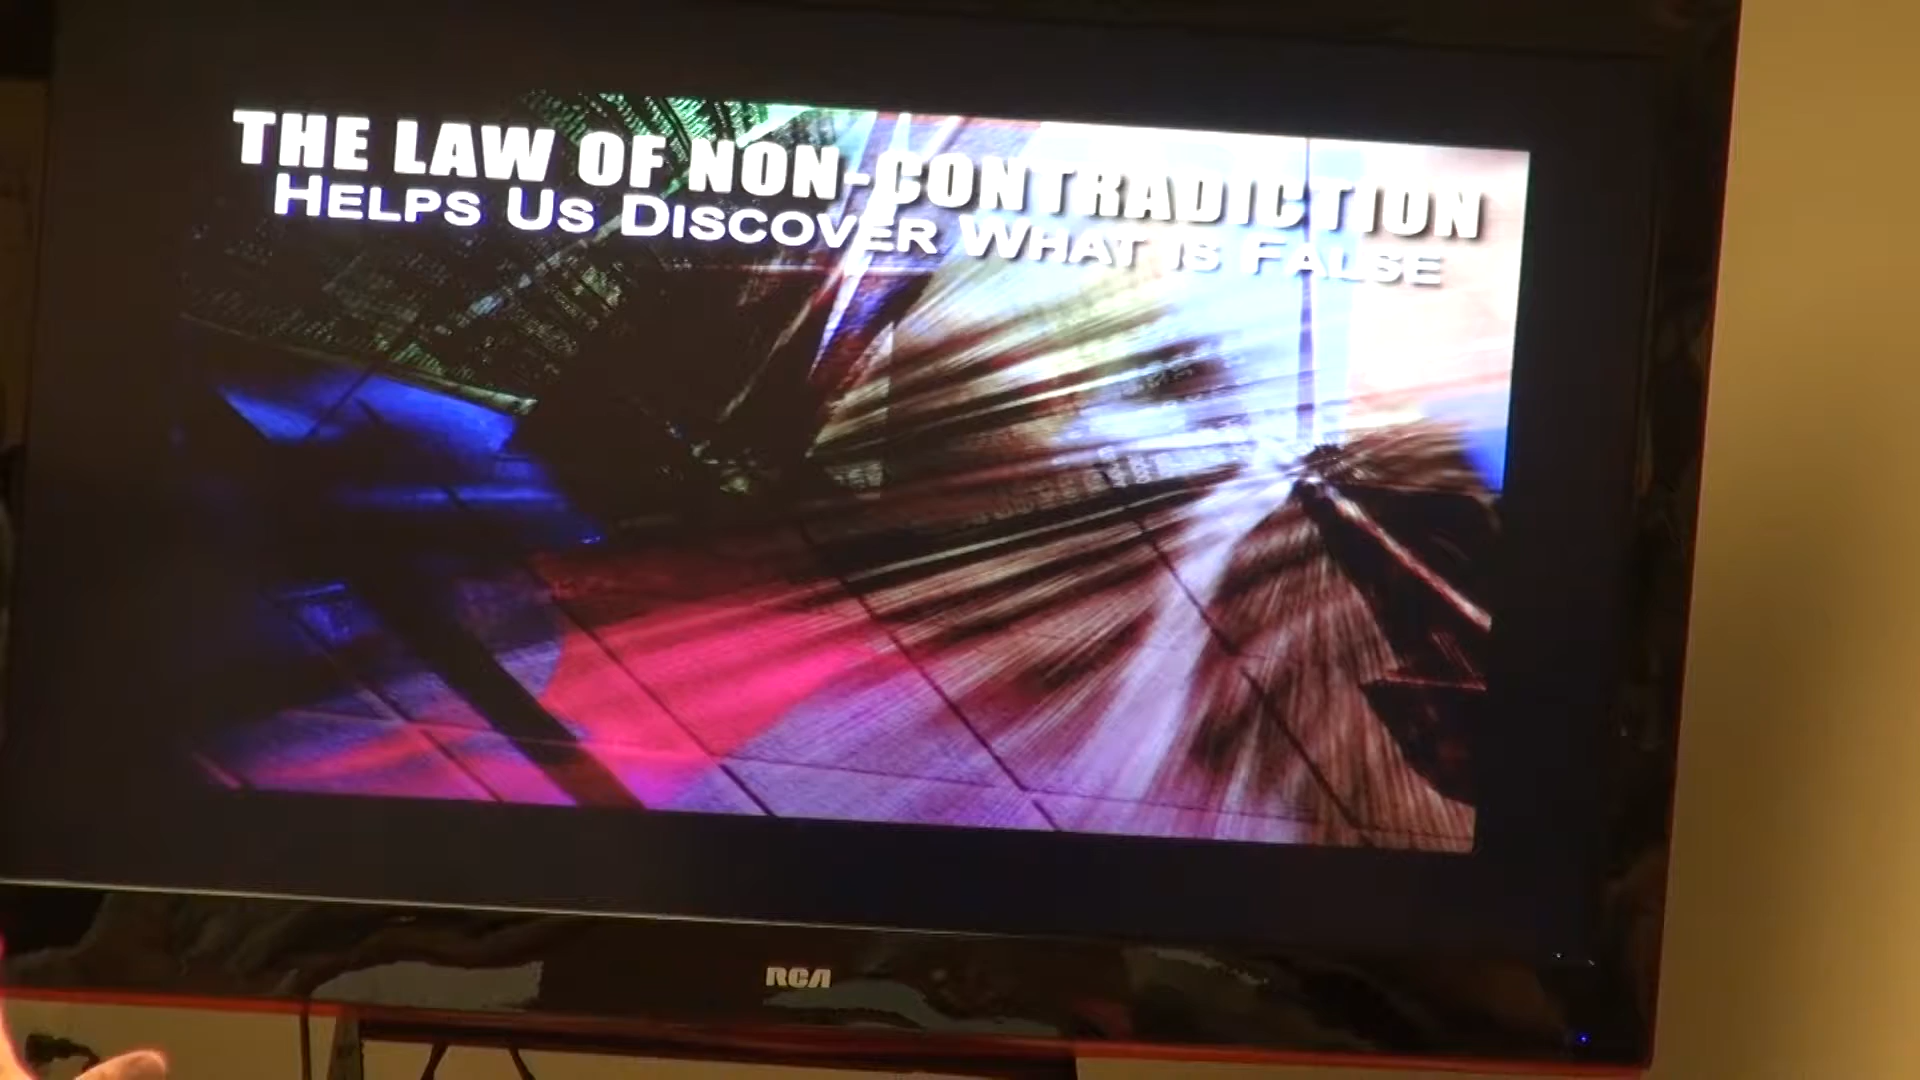 THE LAW OF NON-CONTRADICTION
HELPS US DISCOVER WHAT IS FALSE
RCA